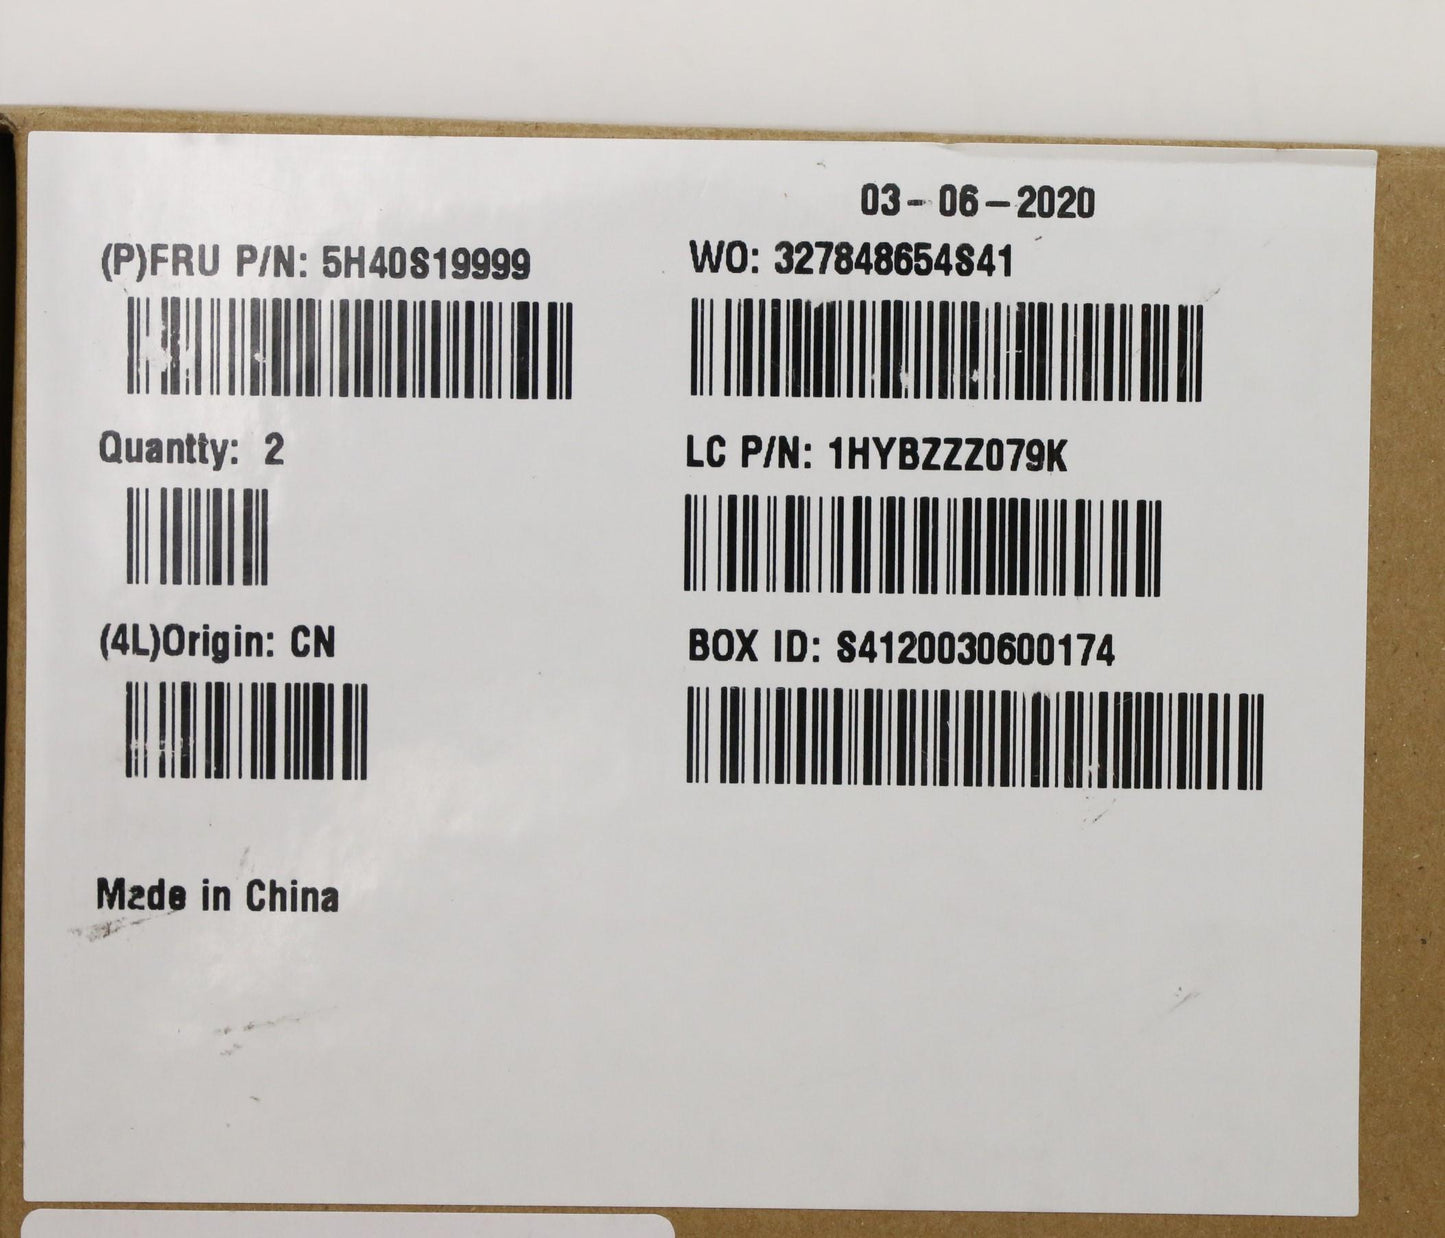 03-06-2020
(P)FRU P/N: 5H40S19999
WO: 327848654S41
Quantty: 2
LC P/N: 1HYBZZZ079K
(4L)Origin: CN
BOX ID: S4120030600174
Made in China